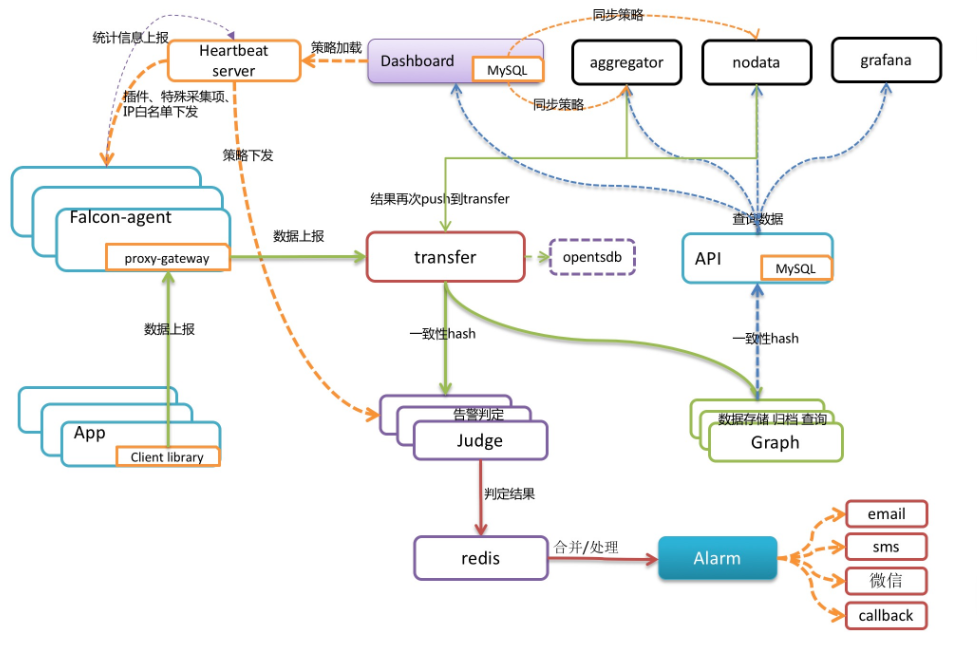 同步策略
统计信息上报
Heartbeat
server
策略加载
Dashboard
MySQL
aggregator
nodata
grafana
同步策略
插件、特殊采集项、
IP白名单下发
策略下发
结果再次push到transfer
查询数据
Falcon-agent
proxy-gateway
数据上报
transfer
opentsdb
API
MySQL
数据上报
一致性hash
一致性hash
App
Client library
告警判定
Judge
数据存储 归档 查询
Graph
判定结果
redis
合并/处理
Alarm
email
sms
微信
callback